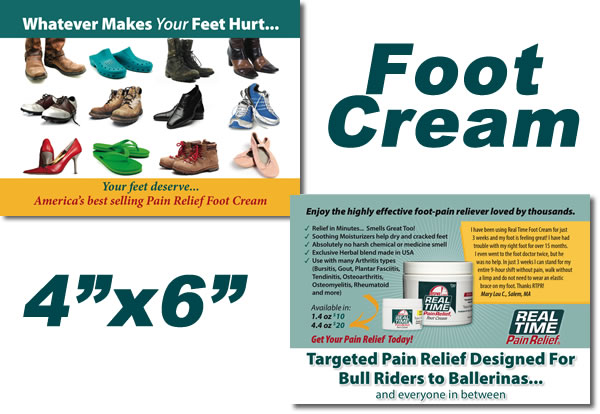 Whatever Makes Your Feet Hurt...
Your feet deserve...
America's best selling Pain Relief Foot Cream
Foot
Cream
4”x6”
Enjoy the highly effective foot-pain reliever loved by thousands.
✓ Relief in Minutes... Smells Great Too!
✓ Soothing Moisturizers help dry and cracked feet
✓ Absolutely no harsh chemical or medicine smell
✓ Exclusive Herbal blend made in USA
✓ Use with many Arthritis types
(Bursitis, Gout, Plantar Fasciitis,
Tendinitis, Osteoarthritis,
Osteomyelitis, Rheumatoid
and more)
Available in:
1.4 oz $10
4.4 oz $20
Get Your Pain Relief Today!
I have been using Real Time Foot Cream for just
3 weeks and my foot is feeling great! I have had
trouble with my right foot for over 15 months.
I even went to the foot doctor twice, but he
was no help. In just 3 weeks I can stand for my
entire 9-hour shift without pain, walk without
a limp and do not need to wear an elastic
brace on my foot. Thanks RTPR!
Mary Lou C., Salem, MA
REAL
TIME
Pain Relief.
Foot Cream
REAL
TIME
REAL
TIME
Pain Relief.
Targeted Pain Relief Designed For
Bull Riders to Ballerinas...
and everyone in between